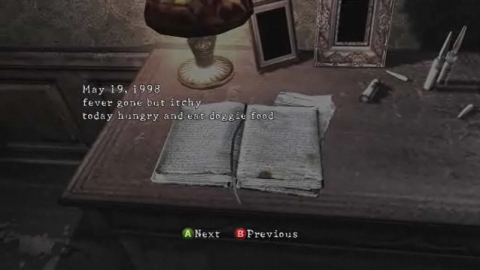 May 19, 1998
fever gone but itchy
today hungry and eat doggie food
A Next B Previous